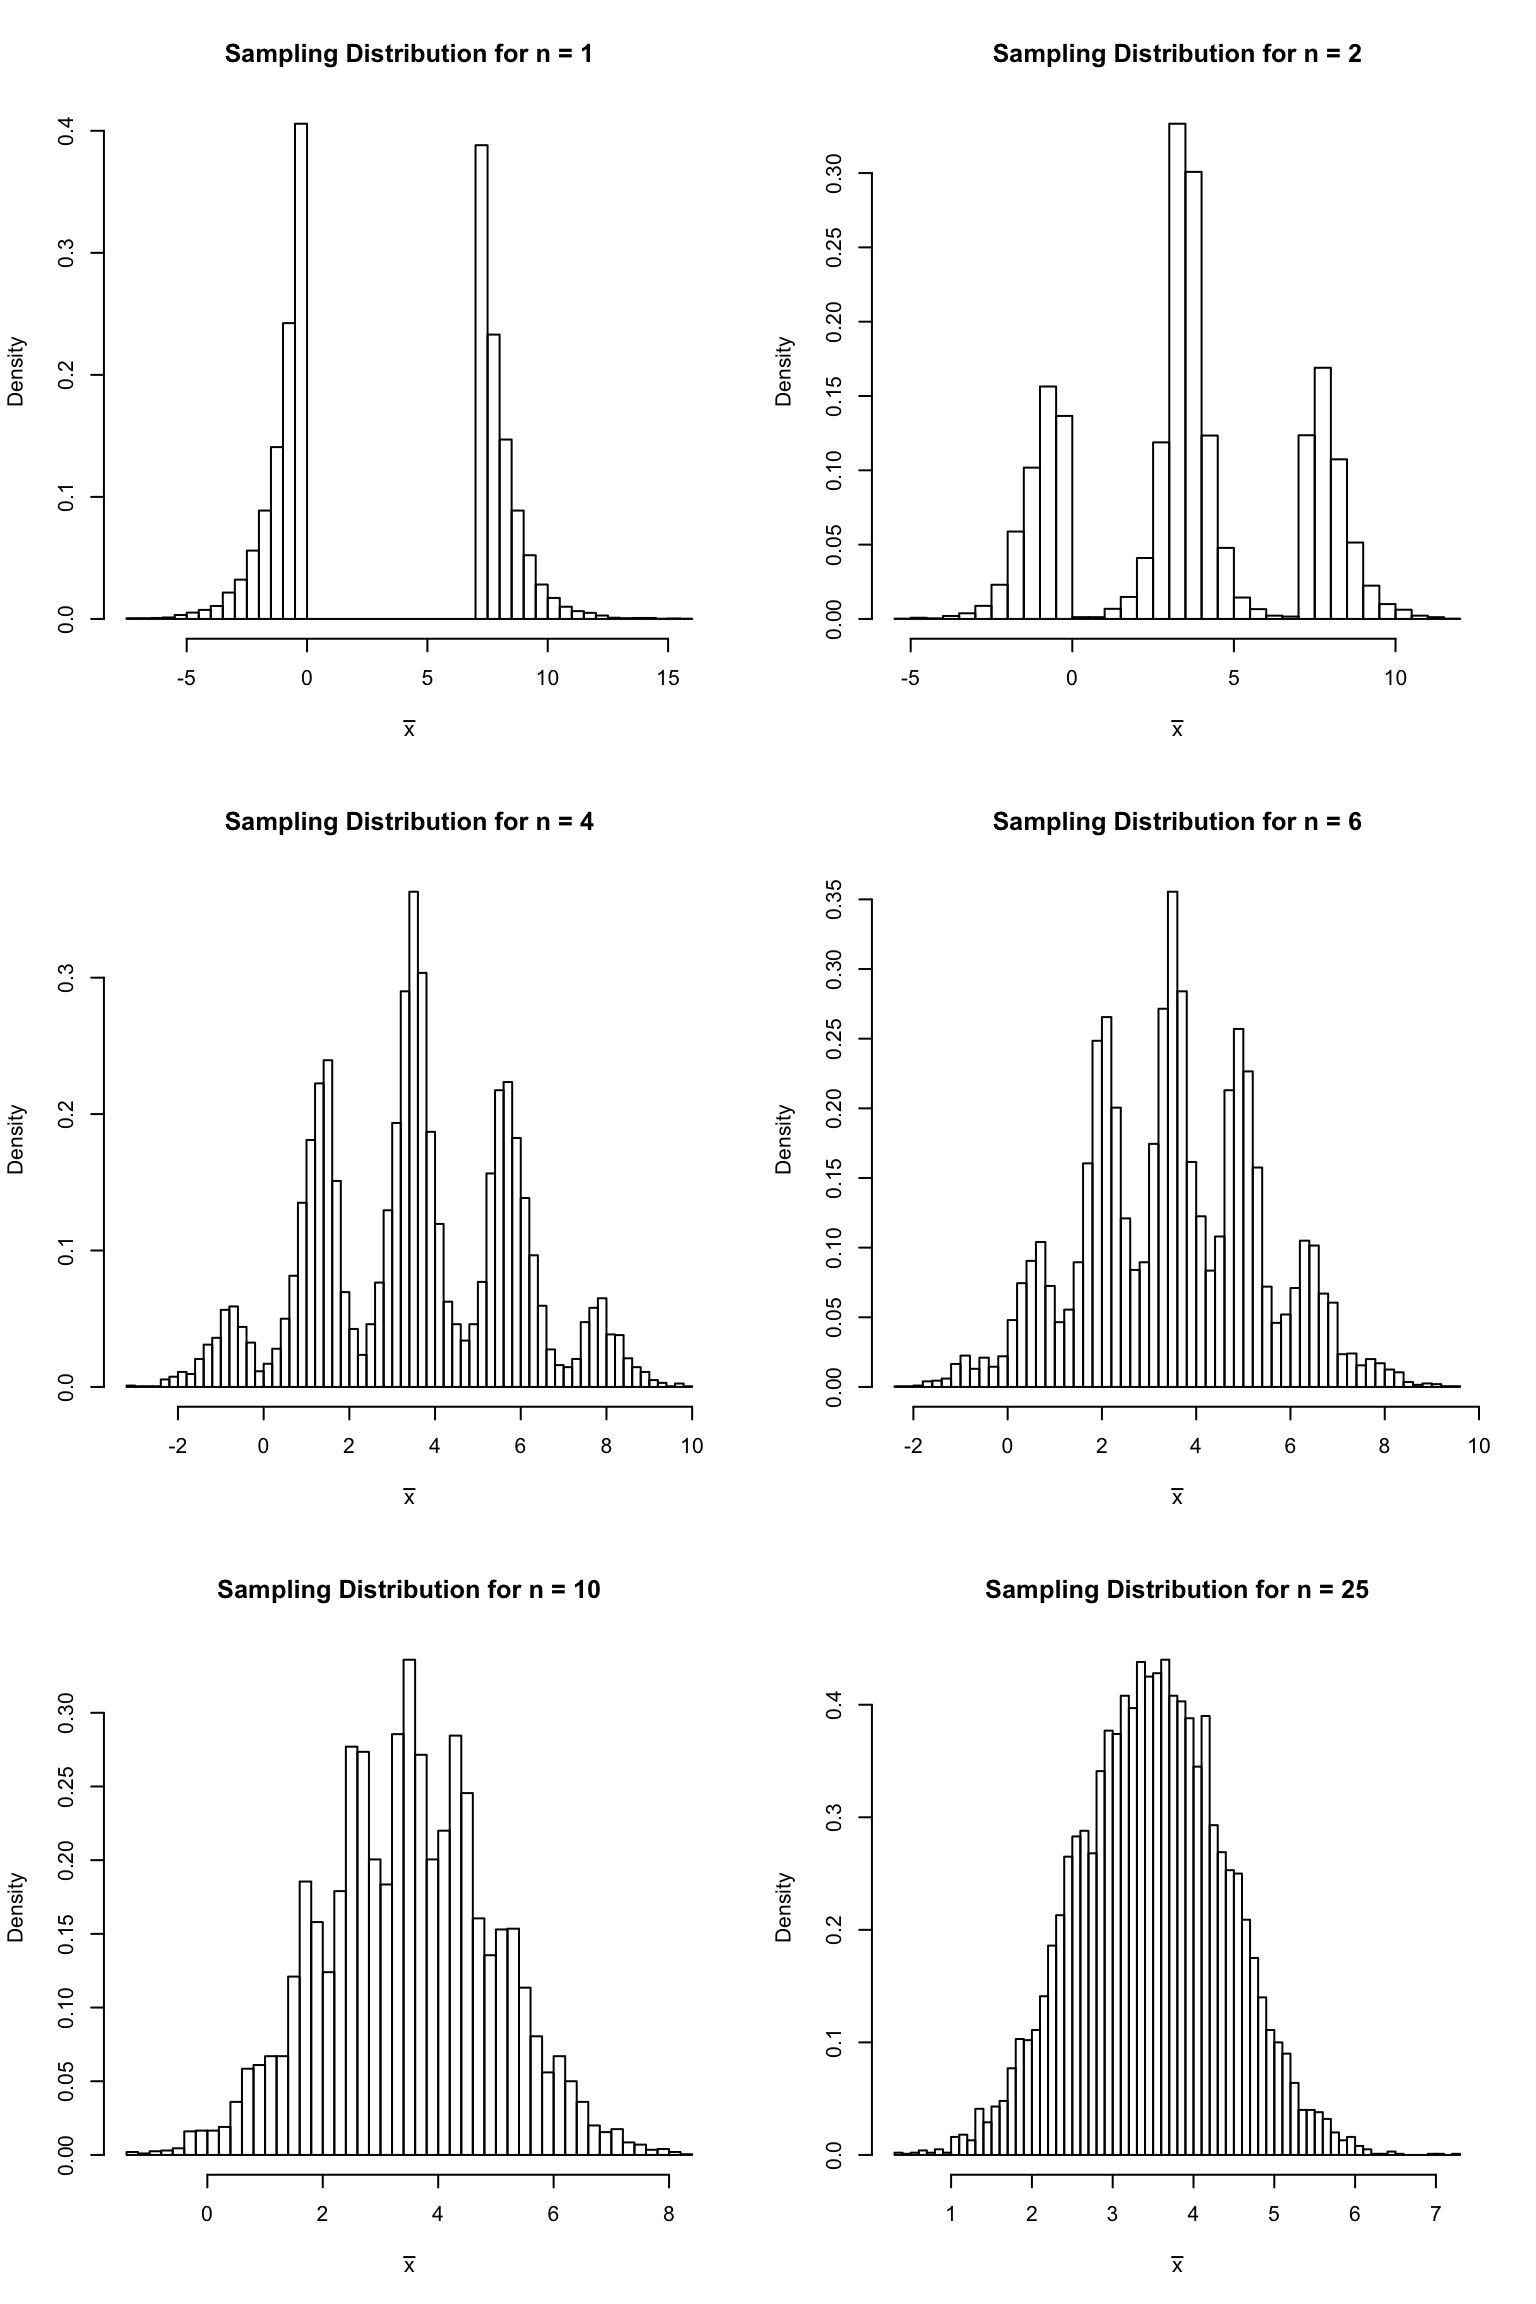 Sampling Distribution for n = 1
Density
0.0 0.1 0.2 0.3 0.4
-5 0 5 10 15
x̅
Sampling Distribution for n = 2
Density
0.00 0.05 0.10 0.15 0.20 0.25 0.30
-5 0 5 10
x̅
Sampling Distribution for n = 4
Density
0.0 0.1 0.2 0.3
-2 0 2 4 6 8 10
x̅
Sampling Distribution for n = 6
Density
0.00 0.05 0.10 0.15 0.20 0.25 0.30 0.35
-2 0 2 4 6 8 10
x̅
Sampling Distribution for n = 10
Density
0.00 0.05 0.10 0.15 0.20 0.25 0.30
0 2 4 6 8
x̅
Sampling Distribution for n = 25
Density
0.0 0.1 0.2 0.3 0.4
1 2 3 4 5 6 7
x̅